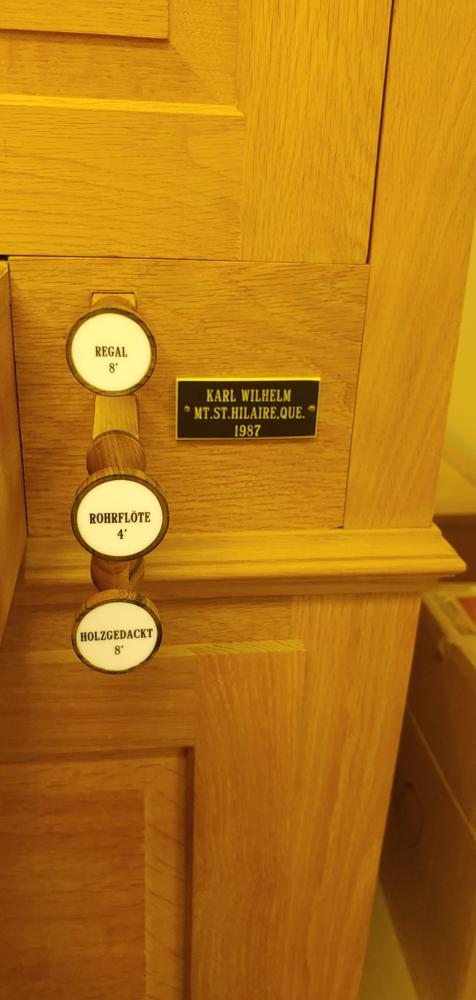 REGAL
8'
KARL WILHELM
MT.ST.HILAIRE,QUE.
1987
ROHRFLÖTE
4'
HOLZGEDACKT
8'